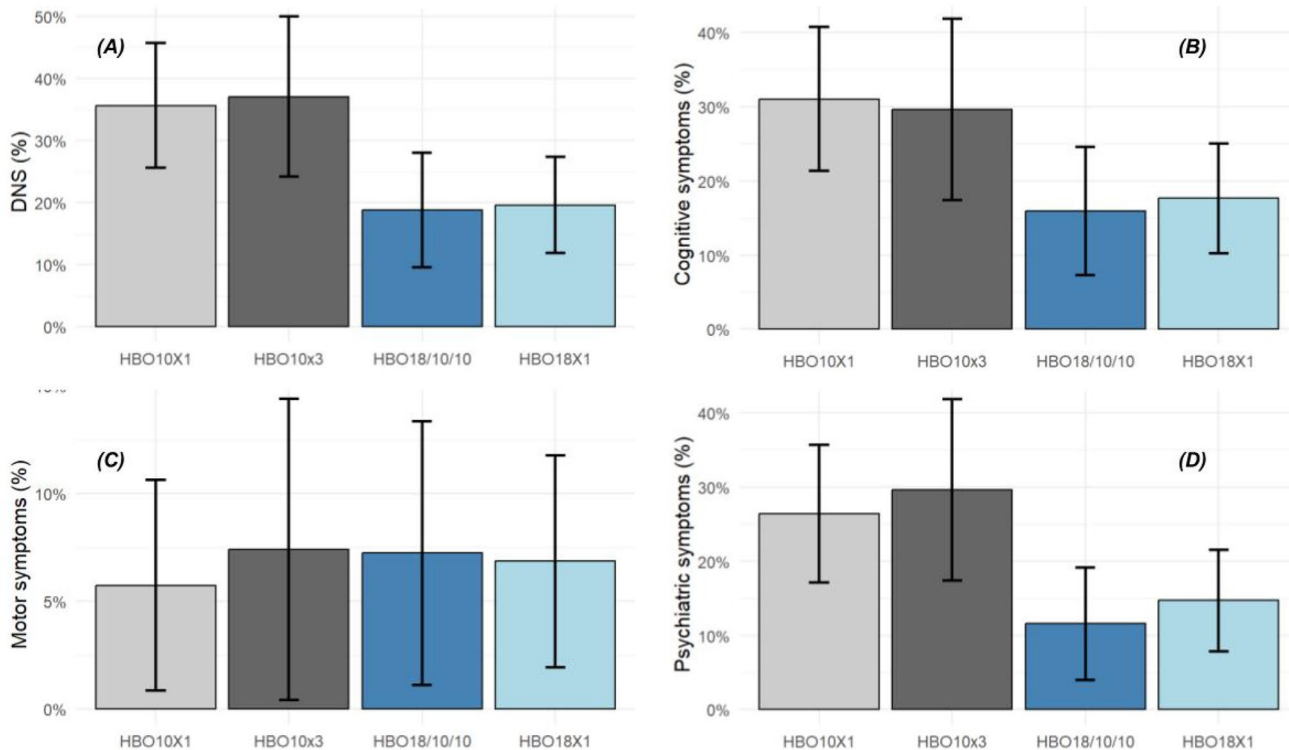 50%
(A)
40%
30%
20%
10%
0%
DNS (%)
HBO10X1 HBO10x3 HBO18/10/10 HBO18X1
40%
(B)
30%
20%
10%
0%
Cognitive symptoms (%)
HBO10X1 HBO10x3 HBO18/10/10 HBO18X1
(C)
10%
5%
0%
Motor symptoms (%)
HBO10X1 HBO10x3 HBO18/10/10 HBO18X1
40%
(D)
30%
20%
10%
0%
Psychiatric symptoms (%)
HBO10X1 HBO10x3 HBO18/10/10 HBO18X1